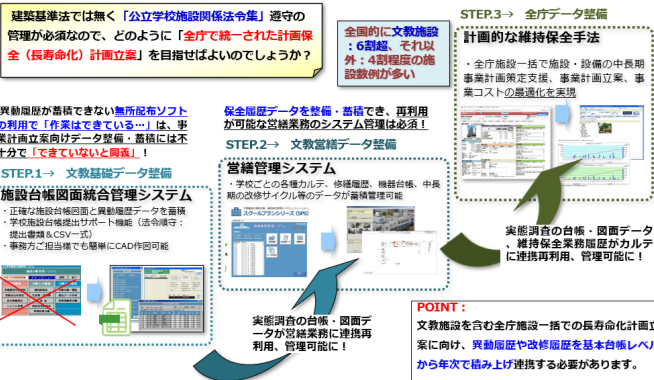 建築基準法では無く「公立学校施設関係法令集」遵守の
管理が必須なので、どのように「全庁で統一された計画保
全（長寿命化）計画立案」を目指せばよいのでしょうか？
全国的に文教施設
：6割超、それ以
外：4割程度の施
設数例が多い
STEP.3→ 全庁データ整備
計画的な維持保全手法
・全庁施設一括で施設・設備の中長期
事業計画策定支援、事業計画立案、事
業コストの最適化を実現
異動履歴が蓄積できない無所配布ソフト
の利用で「作業はできている…」は、事
業計画立案向けデータ整備・蓄積には不
十分で「できていないと同義」！
保全履歴データを整備・蓄積でき、再利用
が可能な営繕業務のシステム管理は必須！
STEP.1→ 文教基礎データ整備
施設台帳図面統合管理システム
・正確な施設台帳図面と異動履歴データを蓄積
・学校施設台帳提出サポート機能（法令順守：
提出書類＆CSV一式）
・事務方ご担当様でも簡単にCAD作図可能
STEP.2→ 文教営繕データ整備
営繕管理システム
・学校ごとの各種カルテ、修繕履歴、機器台帳、中長
期の改修サイクル等のデータが蓄積管理可能
スクールプランシリーズ（SPS）
実態調査の台帳・図面デー
タが営繕業務に連携再
利用、管理可能に！
実態調査の台帳・図面データ
、維持保全業務履歴がカルテ
に連携再利用、管理可能に！
POINT：
文教施設を含む全庁施設一括での長寿命化計画立
案に向け、異動履歴や改修履歴を基本台帳レベル
から年次で積み上げ連携する必要があります。